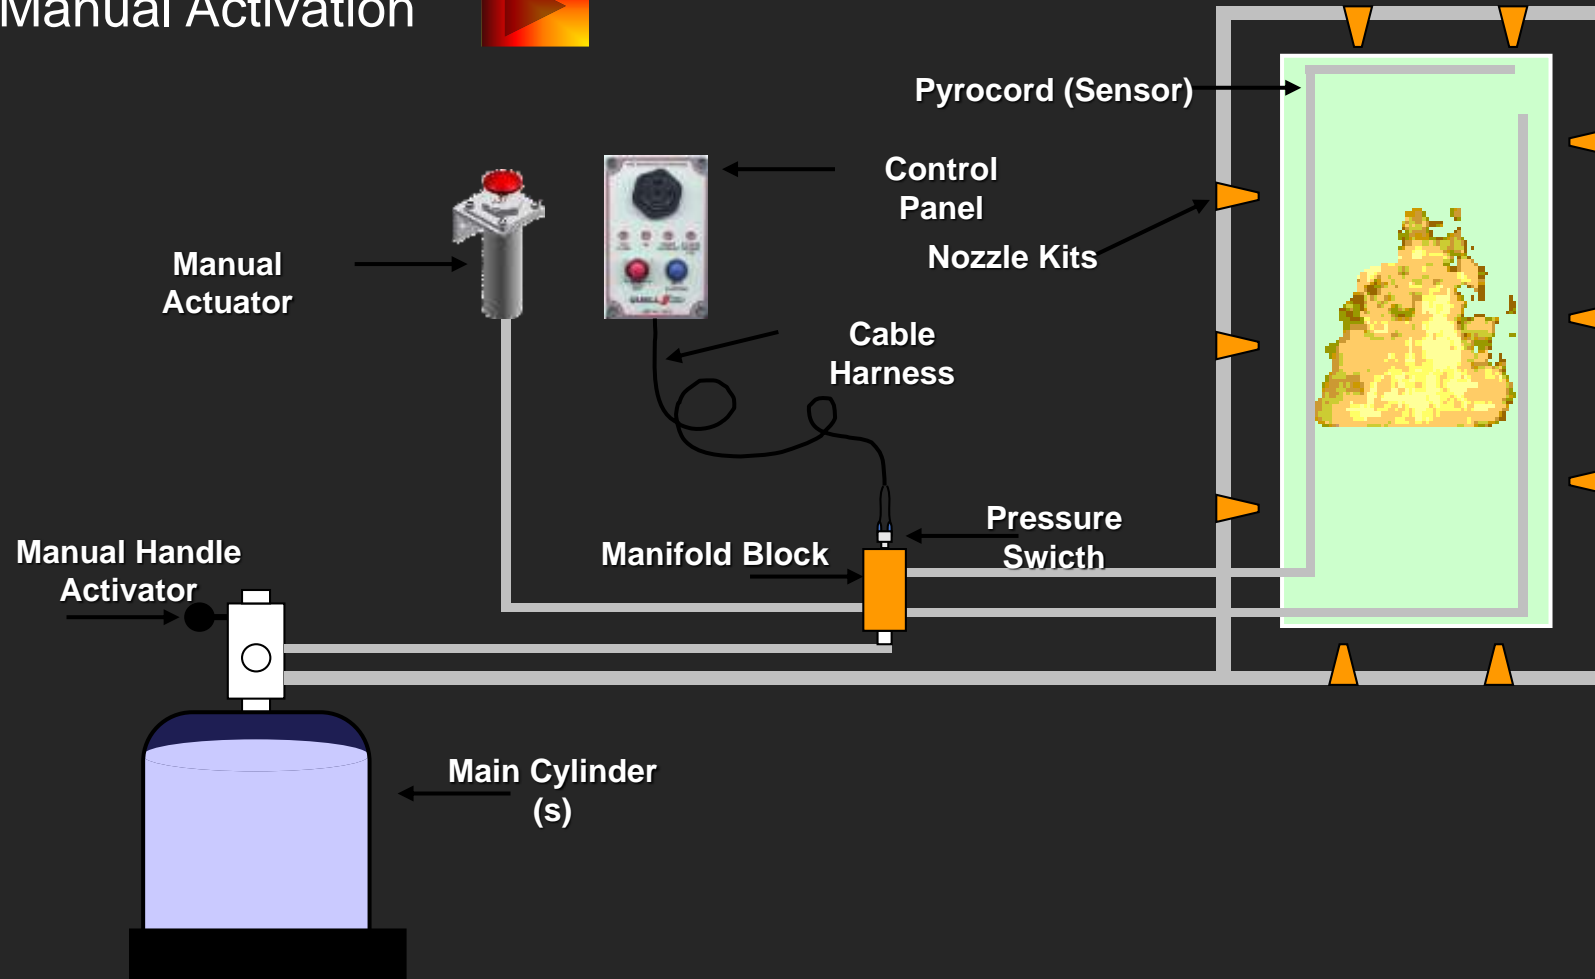 Manual Activation
Pyrocord (Sensor)
Control
Panel
Nozzle Kits
Manual
Actuator
Cable
Harness
Pressure
Swicth
Manifold Block
Manual Handle
Activator
Main Cylinder
(s)